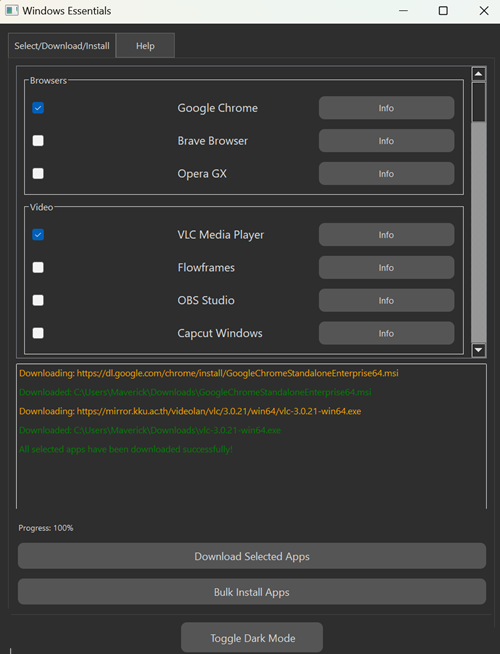 Windows Essentials
Select/Download/Install Help
Browsers
Google Chrome Info
Brave Browser Info
Opera GX Info
Video
VLC Media Player Info
Flowframes Info
OBS Studio Info
Capcut Windows Info
Downloading: https://dl.google.com/chrome/install/GoogleChromeStandaloneEnterprise64.msi
Downloaded: C:\Users\Maverick\Downloads\GoogleChromeStandaloneEnterprise64.msi
Downloading: https://mirror.kku.ac.th/videolan/vlc/3.0.21/win64/vlc-3.0.21-win64.exe
Downloaded: C:\Users\Maverick\Downloads\vlc-3.0.21-win64.exe
All selected apps have been downloaded successfully!
Progress: 100%
Download Selected Apps
Bulk Install Apps
Toggle Dark Mode